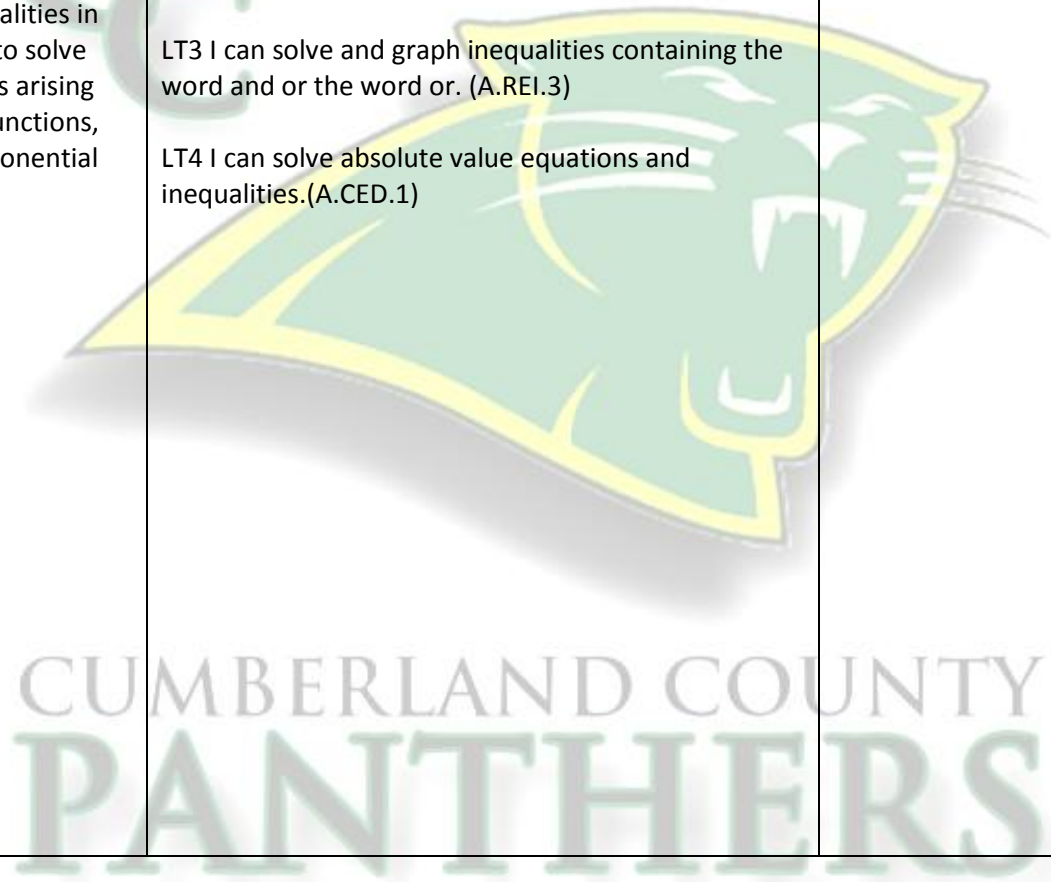 alities in
to solve
s arising
unctions,
onential
LT3 I can solve and graph inequalities containing the
word and or the word or. (A.REI.3)
LT4 I can solve absolute value equations and
inequalities.(A.CED.1)
CUMBERLAND COUNTY
PANTHERS